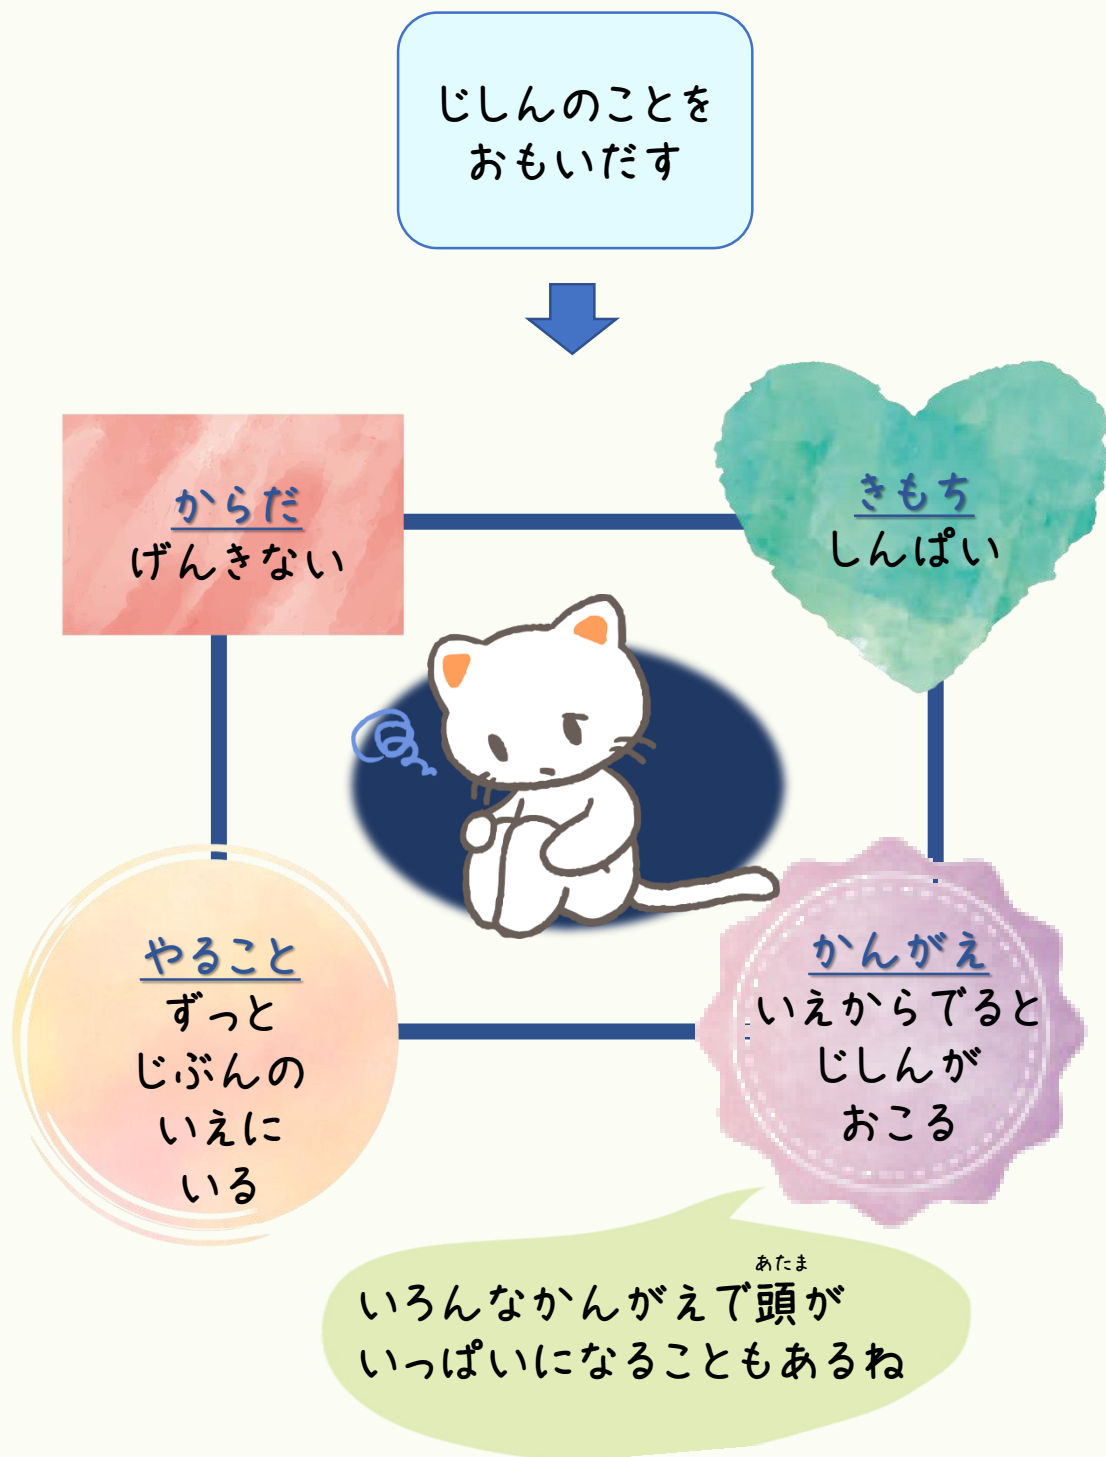 じしんのことを
おもいだす
からだ
げんきない
きもち
しんぱい
やること
ずっと
じぶんの
いえに
いる
かんがえ
いえからでると
じしんが
おこる
あたま
いろんなかんがえで頭が
いっぱいになることもあるね